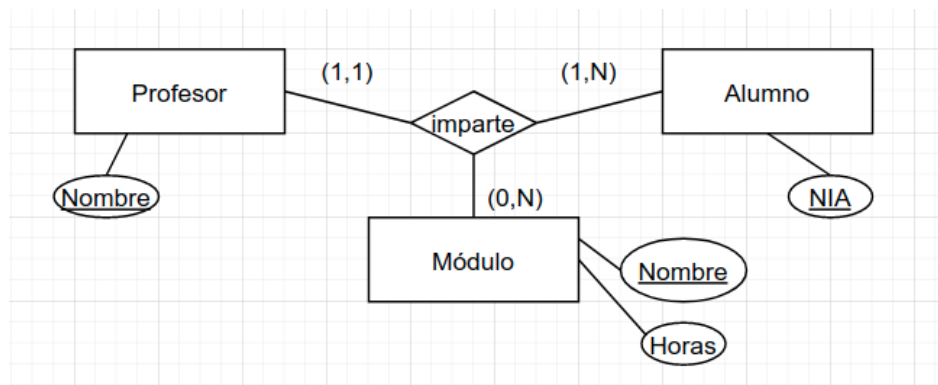 (1,1)
(1,N)
Profesor
Alumno
imparte
Nombre
(0,N)
NIA
Módulo
Nombre
Horas